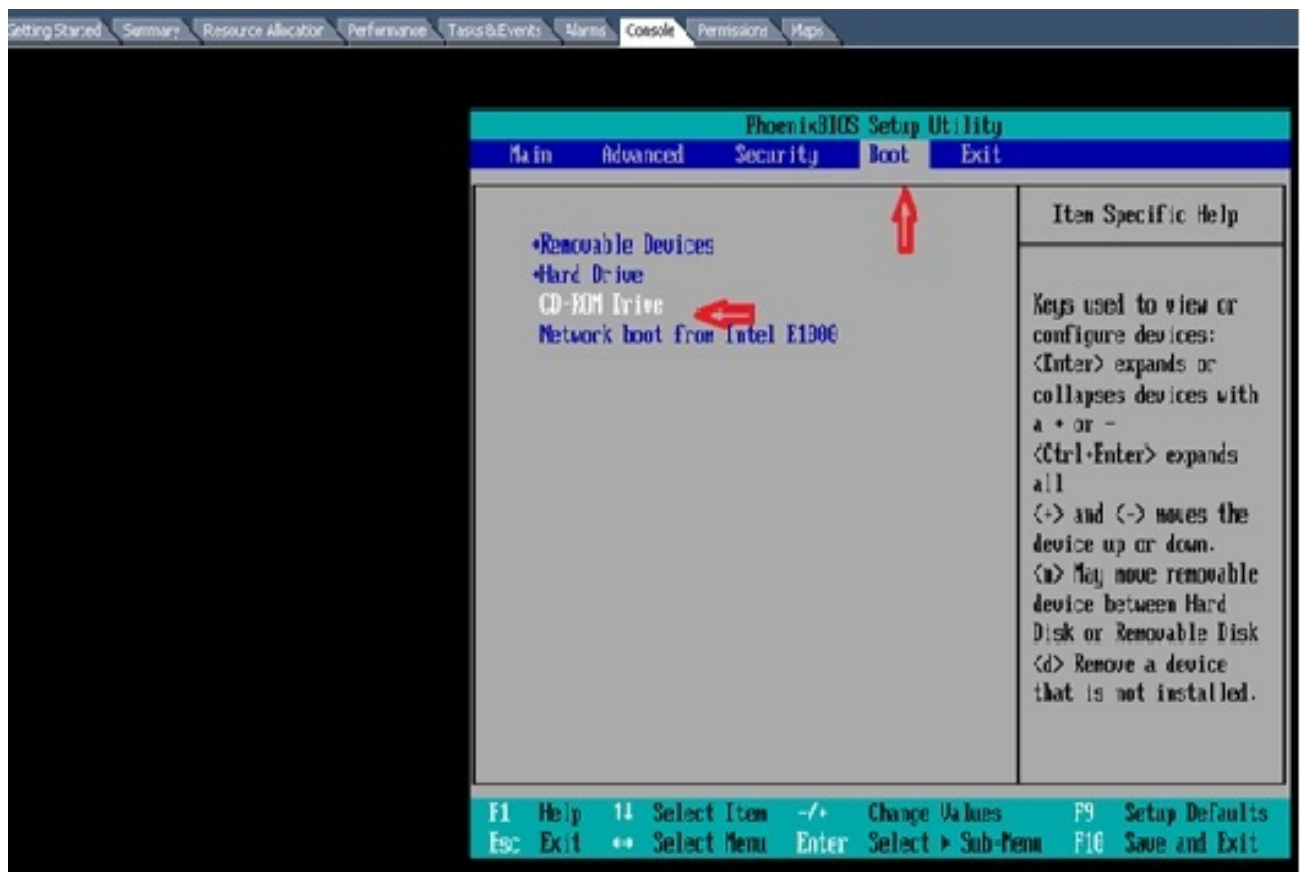 Getting Started Summary Resource Allocation Performance Tasks & Events Alarms Console Permissions Maps
PhoenixBIOS Setup Utility
Main Advanced Security Boot Exit
+Removable Devices
+Hard Drive
CD-ROM Drive
Network boot from Intel E1000
Item Specific Help
Keys used to view or
configure devices:
<Enter> expands or
collapses devices with
a + or -
<Ctrl+Enter> expands
all
<+> and <-> moves the
device up or down.
<n> May move removable
device between Hard
Disk or Removable Disk
<d> Remove a device
that is not installed.
F1 Help ↑↓ Select Item -/+ Change Values F9 Setup Defaults
Esc Exit ↔ Select Menu Enter Select ▶ Sub-Menu F10 Save and Exit